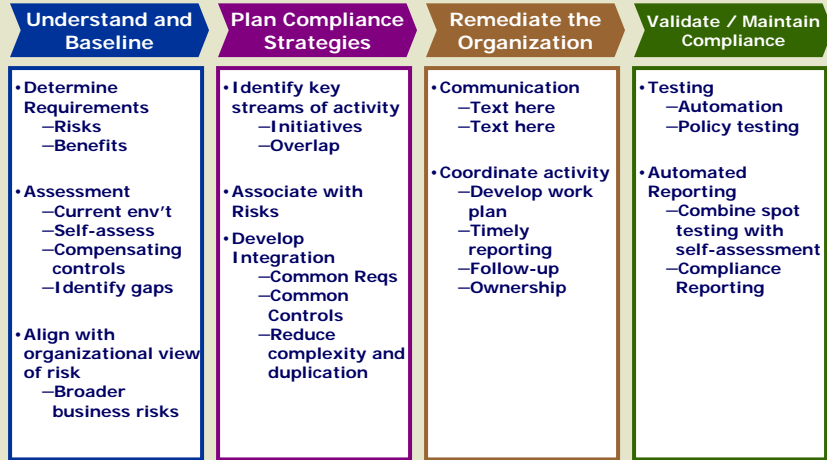 Understand and
Baseline
• Determine
Requirements
—Risks
—Benefits
• Assessment
—Current env't
—Self-assess
—Compensating
controls
—Identify gaps
• Align with
organizational view
of risk
—Broader
business risks
Plan Compliance
Strategies
• Identify key
streams of activity
—Initiatives
—Overlap
• Associate with
Risks
• Develop
Integration
—Common Reqs
—Common
Controls
—Reduce
complexity and
duplication
Remediate the
Organization
• Communication
—Text here
—Text here
• Coordinate activity
—Develop work
plan
—Timely
reporting
—Follow-up
—Ownership
Validate / Maintain
Compliance
• Testing
—Automation
—Policy testing
• Automated
Reporting
—Combine spot
testing with
self-assessment
—Compliance
Reporting